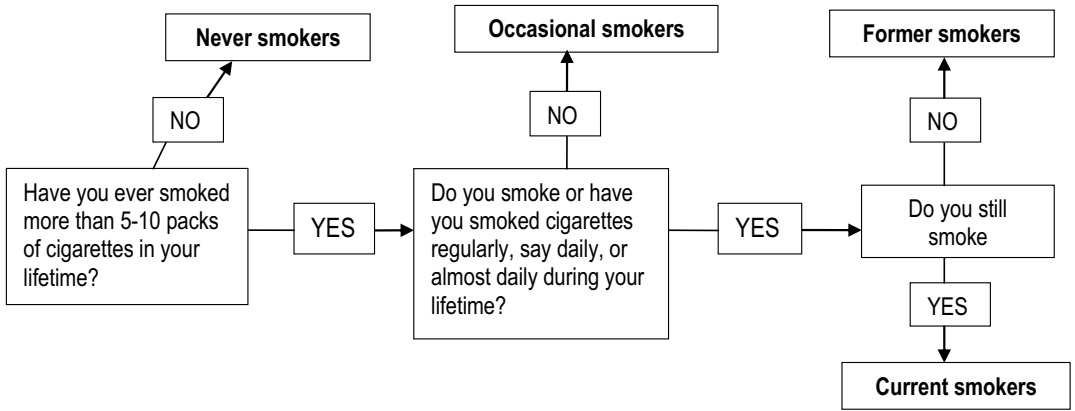 Never smokers
Occasional smokers
Former smokers
NO
NO
NO
Have you ever smoked
more than 5-10 packs
of cigarettes in your
lifetime?
YES
Do you smoke or have
you smoked cigarettes
regularly, say daily, or
almost daily during your
lifetime?
YES
Do you still
smoke
YES
Current smokers